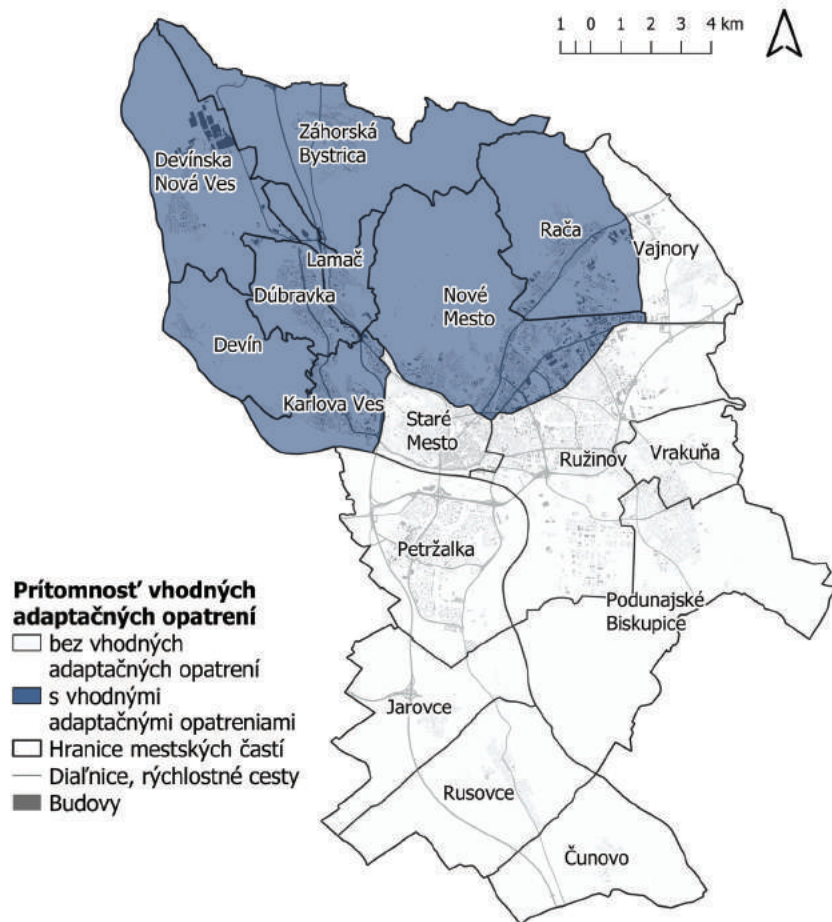 1 0 1 2 3 4 km
Záhorská
Bystrica
Devínska
Nová Ves
Rača
Vajnory
Lamač
Dúbravka
Nové
Mesto
Devín
Karlova Ves
Staré
Mesto
Ružinov
Vrakuňa
Petržalka
Podunajské
Biskupice
Jarovce
Rusovce
Čunovo
Prítomnosť vhodných
adaptačných opatrení
bez vhodných
adaptačných opatrení
s vhodnými
adaptačnými opatreniami
Hranice mestských častí
Diaľnice, rýchlostné cesty
Budovy